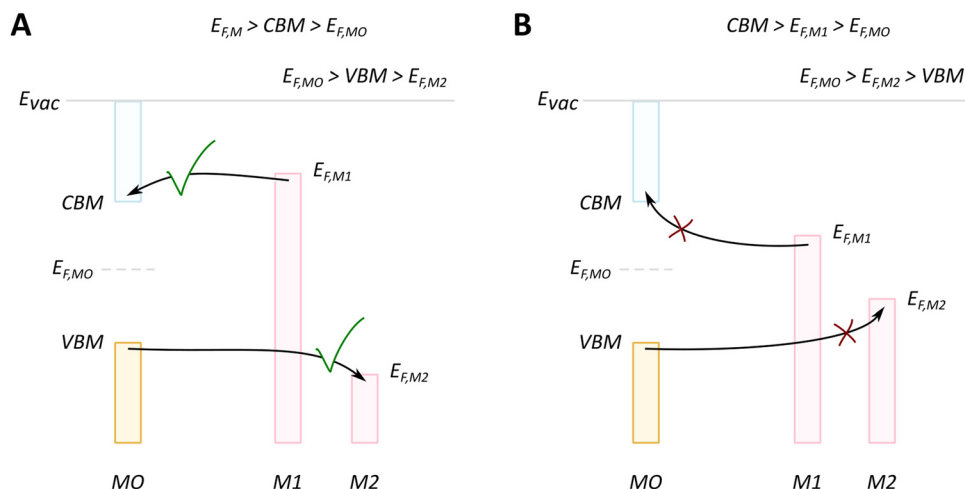 A
E_F,M > CBM > E_F,MO
E_F,MO > VBM > E_F,M2
E_vac
E_F,M1
CBM
E_F,MO
VBM
E_F,M2
MO M1 M2
B
CBM > E_F,M1 > E_F,MO
E_F,MO > E_F,M2 > VBM
E_vac
CBM
E_F,M1
E_F,MO
E_F,M2
VBM
MO M1 M2